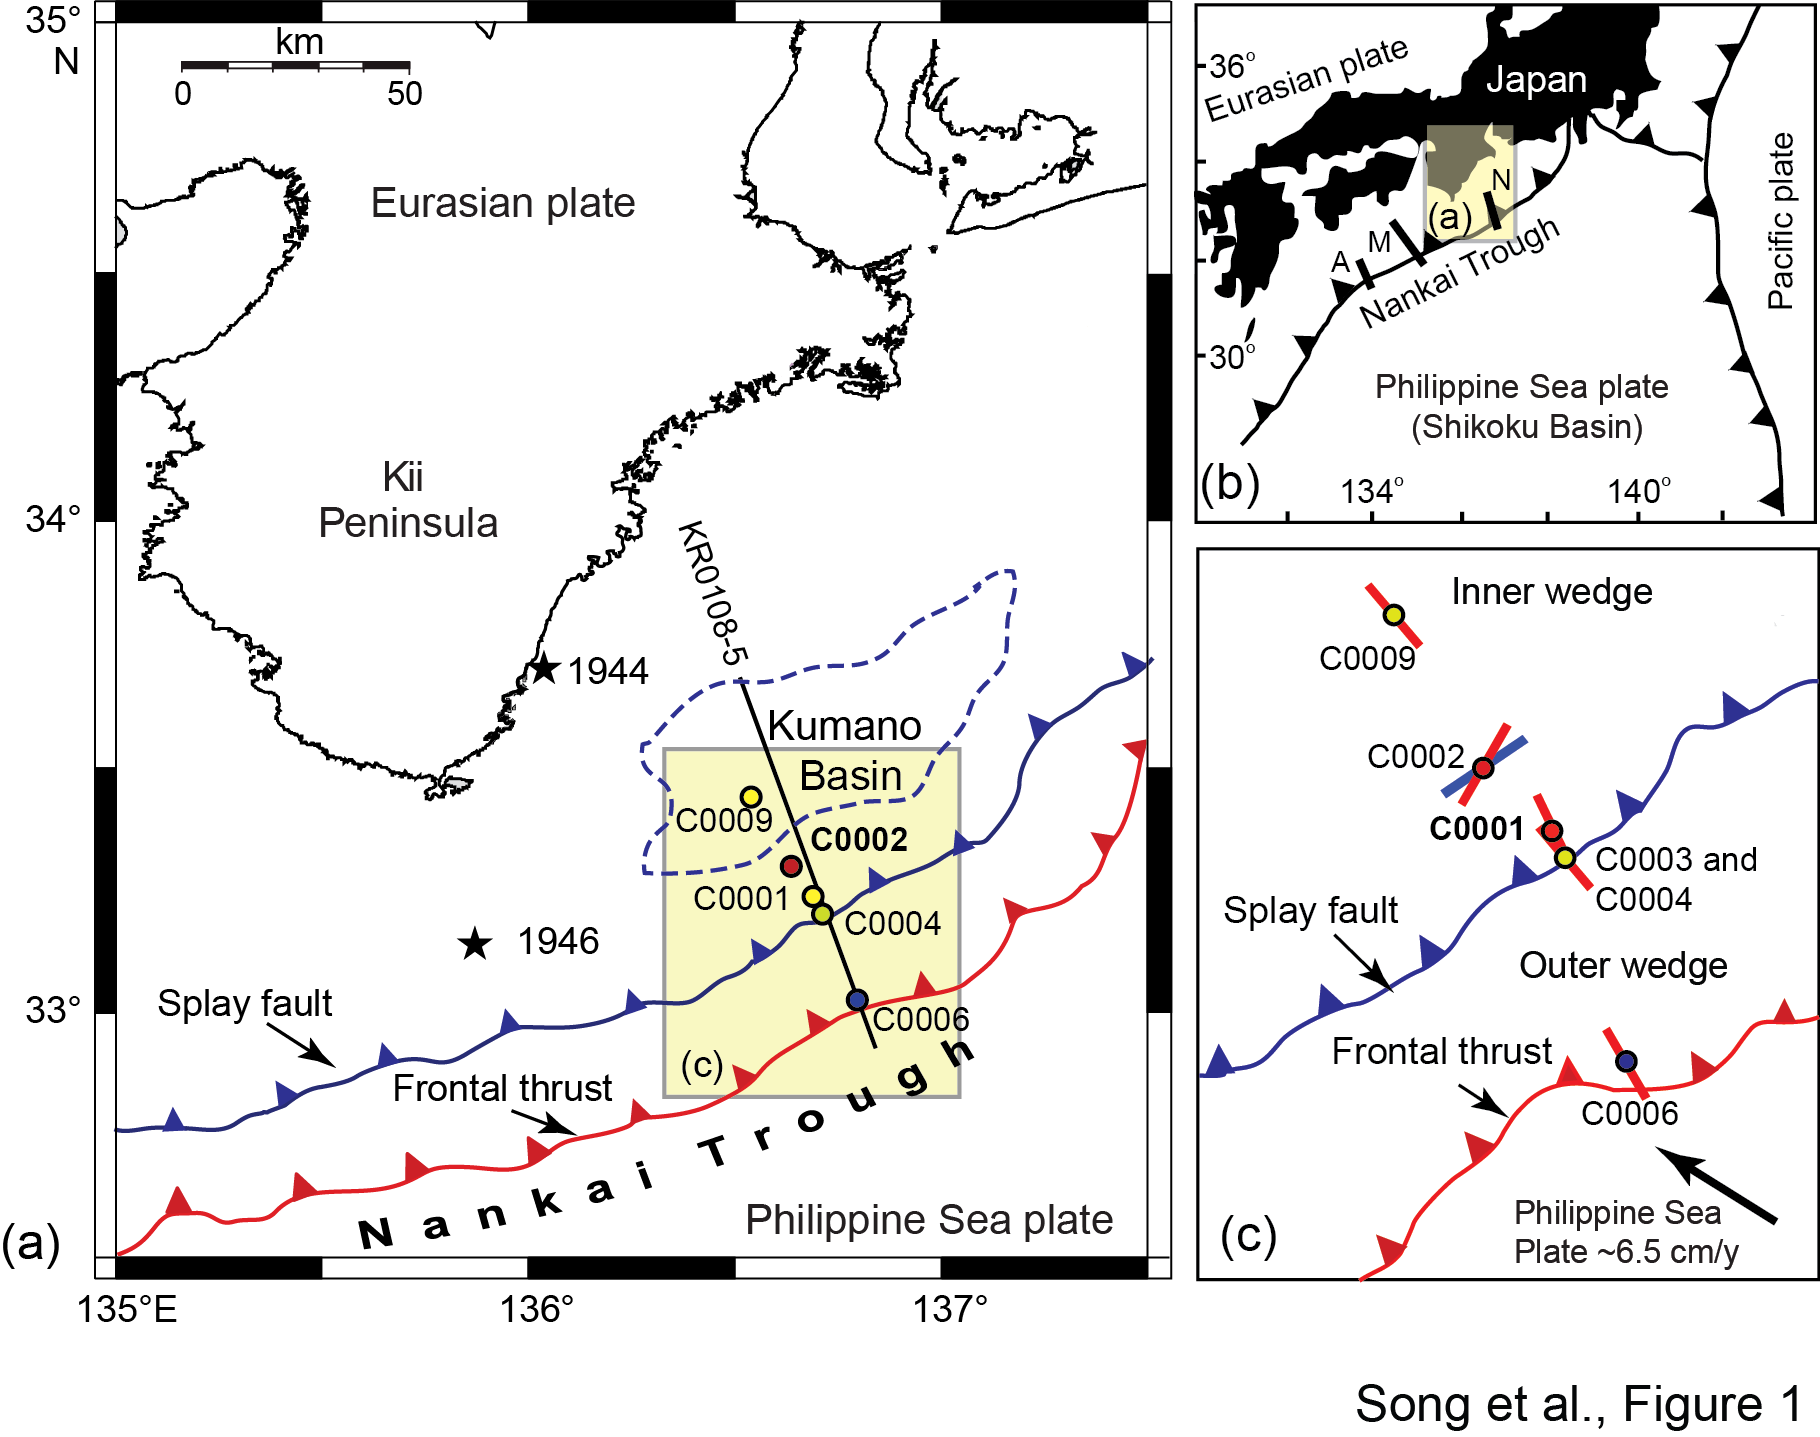 35°
N
km
0
50
Eurasian plate
Kii
Peninsula
34°
KR0108-5
1944
Kumano
Basin
C0009
C0002
C0001
C0004
1946
33°
Splay fault
C0006
(c)
Frontal thrust
Nankai Trough
Philippine Sea plate
(a)
135°E
136°
137°
36°
Eurasian plate
Japan
Pacific plate
N
(a)
M
A
Nankai Trough
30°
Philippine Sea plate
(Shikoku Basin)
(b)
134°
140°
Inner wedge
C0009
C0002
C0001
C0003 and
C0004
Splay fault
Outer wedge
Frontal thrust
C0006
Philippine Sea
Plate ~6.5 cm/y
(c)
Song et al., Figure 1